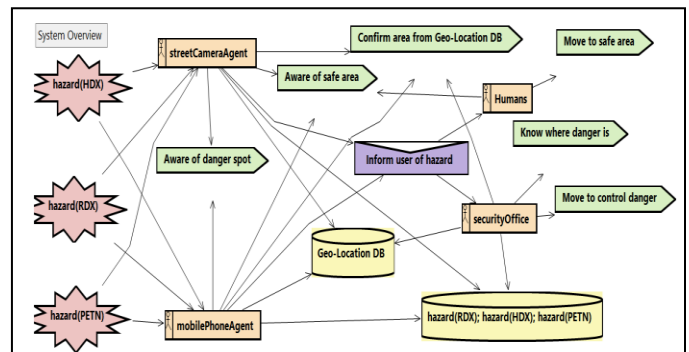 System Overview
streetCameraAgent
Confirm area from Geo-Location DB
Move to safe area
hazard(HDX)
Aware of safe area
Humans
Know where danger is
Aware of danger spot
Inform user of hazard
hazard(RDX)
Move to control danger
securityOffice
Geo-Location DB
hazard(PETN)
mobilePhoneAgent
hazard(RDX); hazard(HDX); hazard(PETN)